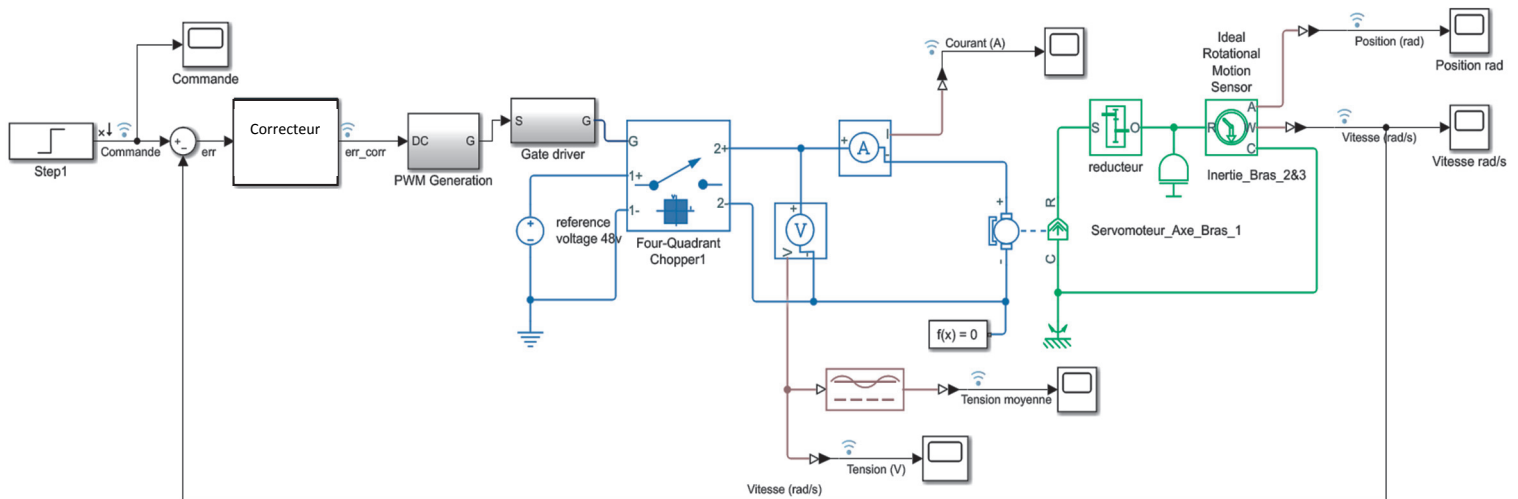 Commande
Step1
Commande
err
Correcteur
err_corr
DC
G
PWM Generation
S
G
Gate driver
reference
voltage 48v
G
1+
1-
2+
2-
Four-Quadrant
Chopper1
+
A
I
-
Courant (A)
+
V
V
-
+
-
f(x) = 0
R
C
Servomoteur_Axe_Bras_1
S
O
reducteur
Ideal
Rotational
Motion
Sensor
R
A
W
C
Inertie_Bras_2&3
Position (rad)
Position rad
Vitesse (rad/s)
Vitesse rad/s
Tension moyenne
Tension (V)
Vitesse (rad/s)